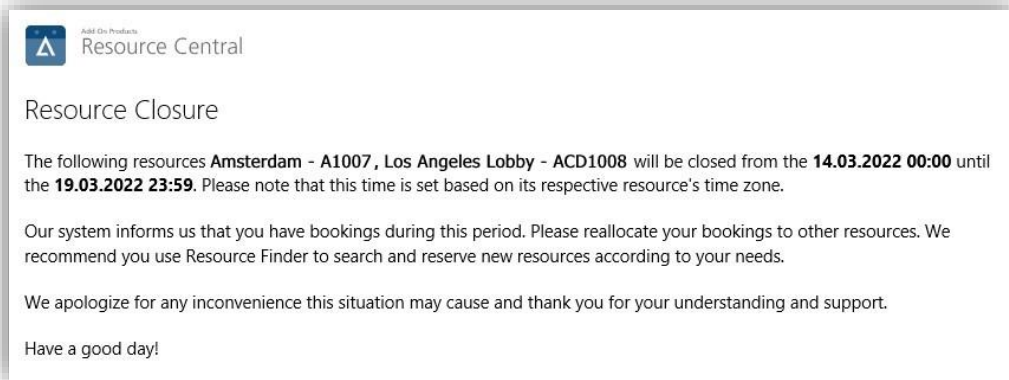 Add-On Products
Resource Central
Resource Closure
The following resources Amsterdam - A1007, Los Angeles Lobby - ACD1008 will be closed from the 14.03.2022 00:00 until
the 19.03.2022 23:59. Please note that this time is set based on its respective resource's time zone.
Our system informs us that you have bookings during this period. Please reallocate your bookings to other resources. We
recommend you use Resource Finder to search and reserve new resources according to your needs.
We apologize for any inconvenience this situation may cause and thank you for your understanding and support.
Have a good day!